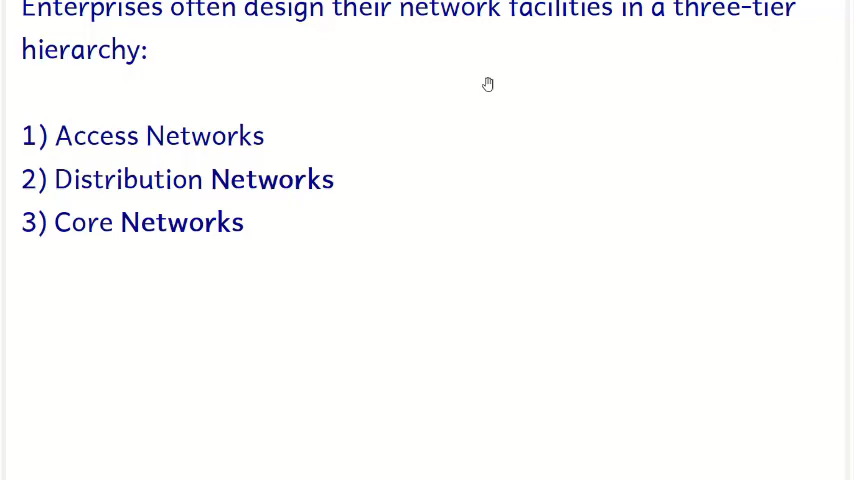 Enterprises often design their network facilities in a three-tier
hierarchy:
1) Access Networks
2) Distribution Networks
3) Core Networks